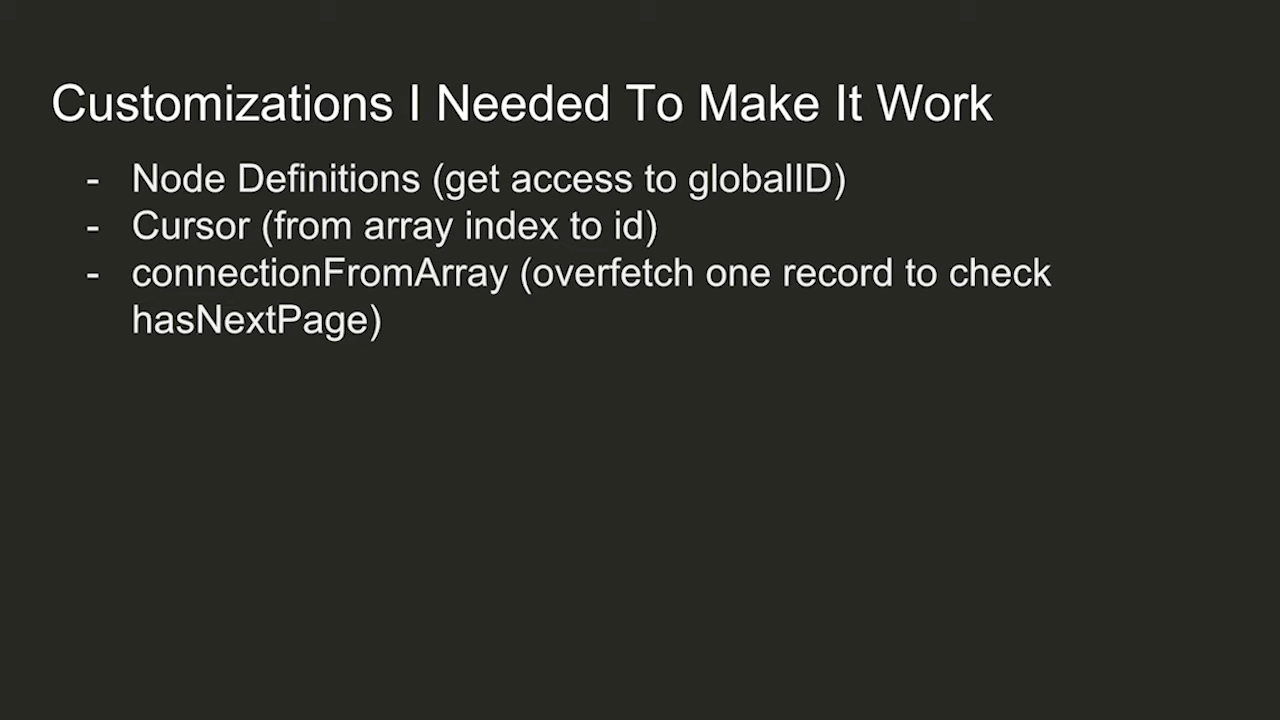 Customizations I Needed To Make It Work
- Node Definitions (get access to globalID)
- Cursor (from array index to id)
- connectionFromArray (overfetch one record to check
hasNextPage)